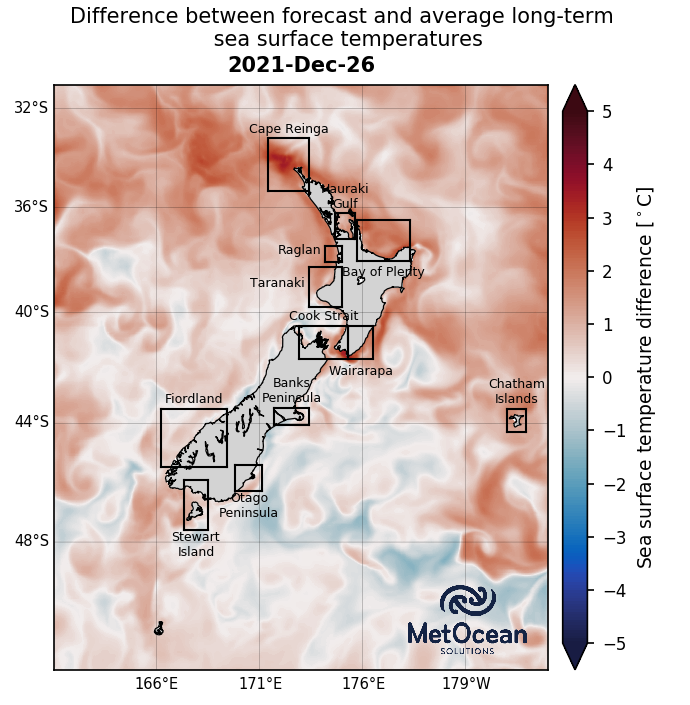 Difference between forecast and average long-term
sea surface temperatures
2021-Dec-26
32°S
36°S
40°S
44°S
48°S
166°E
171°E
176°E
179°W
Cape Reinga
Hauraki
Gulf
Raglan
Bay of Plenty
Taranaki
Cook Strait
Wairarapa
Banks
Peninsula
Fiordland
Chatham
Islands
Otago
Peninsula
Stewart
Island
MetOcean
SOLUTIONS
5
4
3
2
1
0
−1
−2
−3
−4
−5
Sea surface temperature difference [°C]